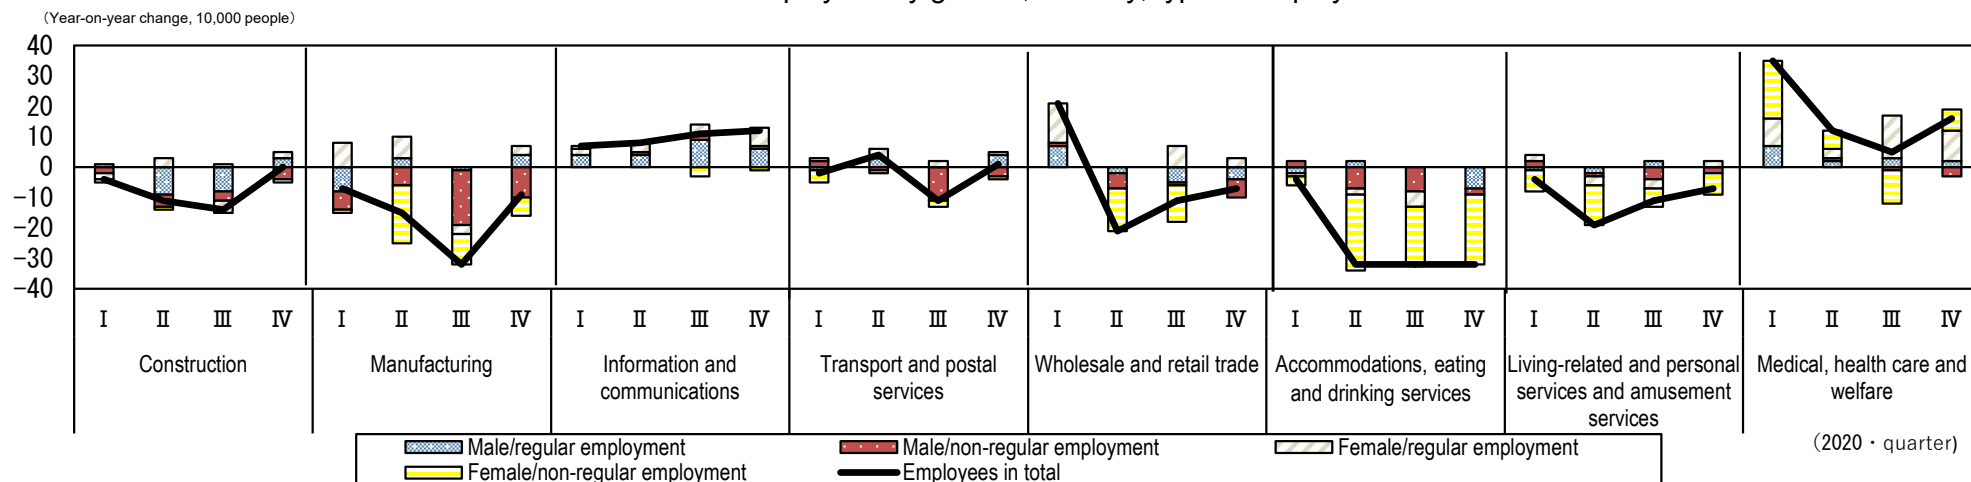 （Year-on-year change, 10,000 people）
40
30
20
10
0
-10
-20
-30
-40
Ⅰ Ⅱ Ⅲ Ⅳ Ⅰ Ⅱ Ⅲ Ⅳ Ⅰ Ⅱ Ⅲ Ⅳ Ⅰ Ⅱ Ⅲ Ⅳ Ⅰ Ⅱ Ⅲ Ⅳ Ⅰ Ⅱ Ⅲ Ⅳ Ⅰ Ⅱ Ⅲ Ⅳ Ⅰ Ⅱ Ⅲ Ⅳ
Construction
Manufacturing
Information and
communications
Transport and postal
services
Wholesale and retail trade
Accommodations, eating
and drinking services
Living-related and personal
services and amusement
services
Medical, health care and
welfare
Male/regular employment
Male/non-regular employment
Female/regular employment
Female/non-regular employment
Employees in total
（2020・quarter)